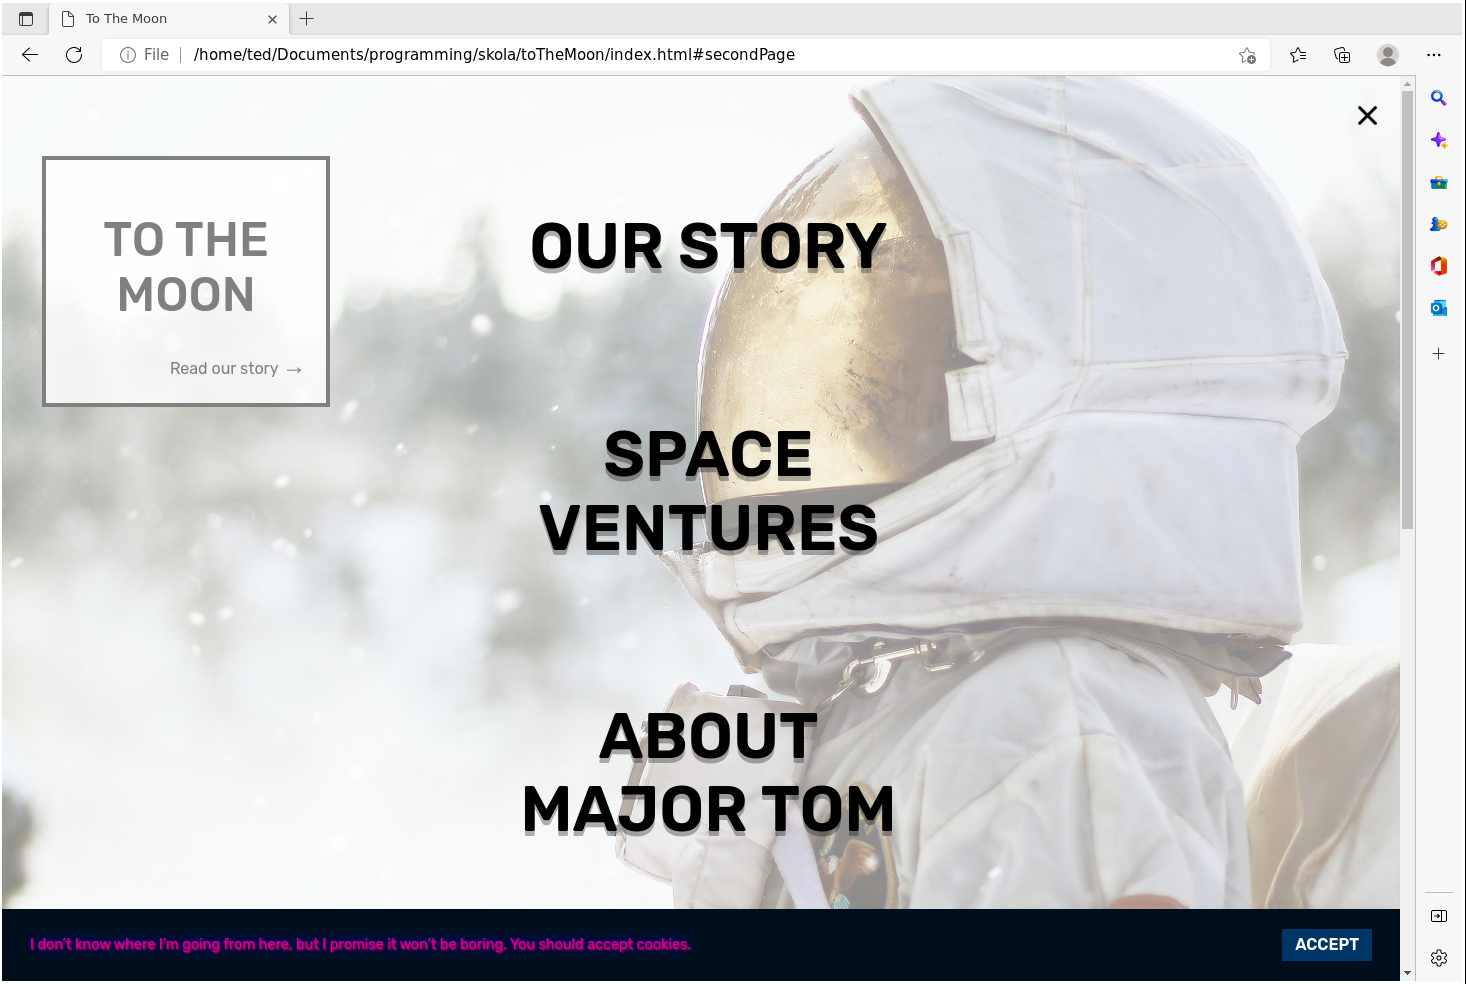 To The Moon
File
/home/ted/Documents/programming/skola/toTheMoon/index.html#secondPage
TO THE
MOON
Read our story →
OUR STORY
SPACE
VENTURES
ABOUT
MAJOR TOM
I don't know where I'm going from here, but I promise it won't be boring. You should accept cookies.
ACCEPT